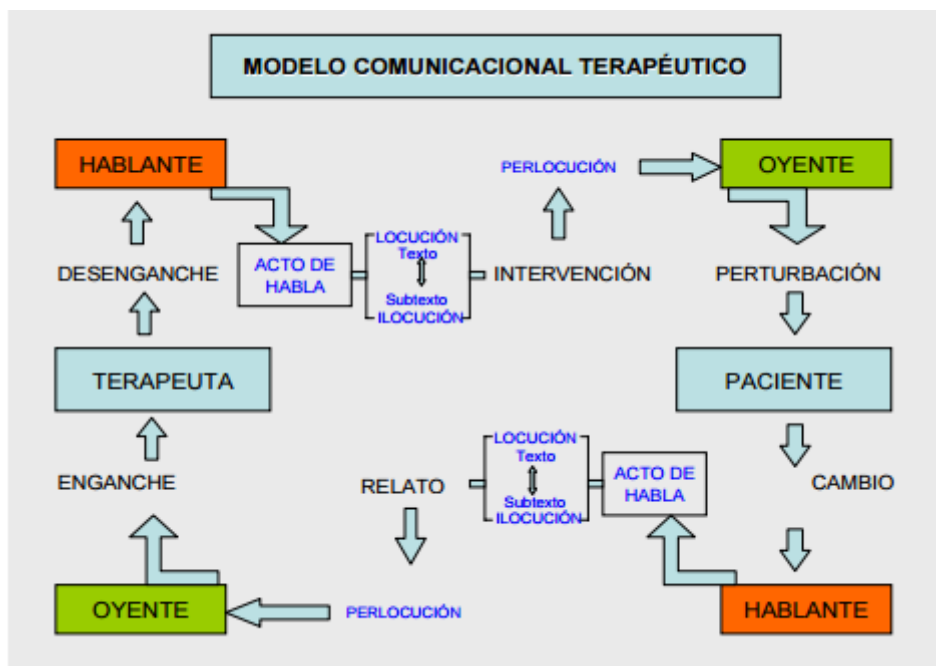 MODELO COMUNICACIONAL TERAPÉUTICO
HABLANTE
PERLOCUCIÓN
OYENTE
DESENGANCHE
ACTO DE
HABLA
LOCUCIÓN
Texto
Subtexto
ILOCUCIÓN
INTERVENCIÓN
PERTURBACIÓN
TERAPEUTA
PACIENTE
ENGANCHE
RELATO
LOCUCIÓN
Texto
Subtexto
ILOCUCIÓN
ACTO DE
HABLA
CAMBIO
OYENTE
PERLOCUCIÓN
HABLANTE